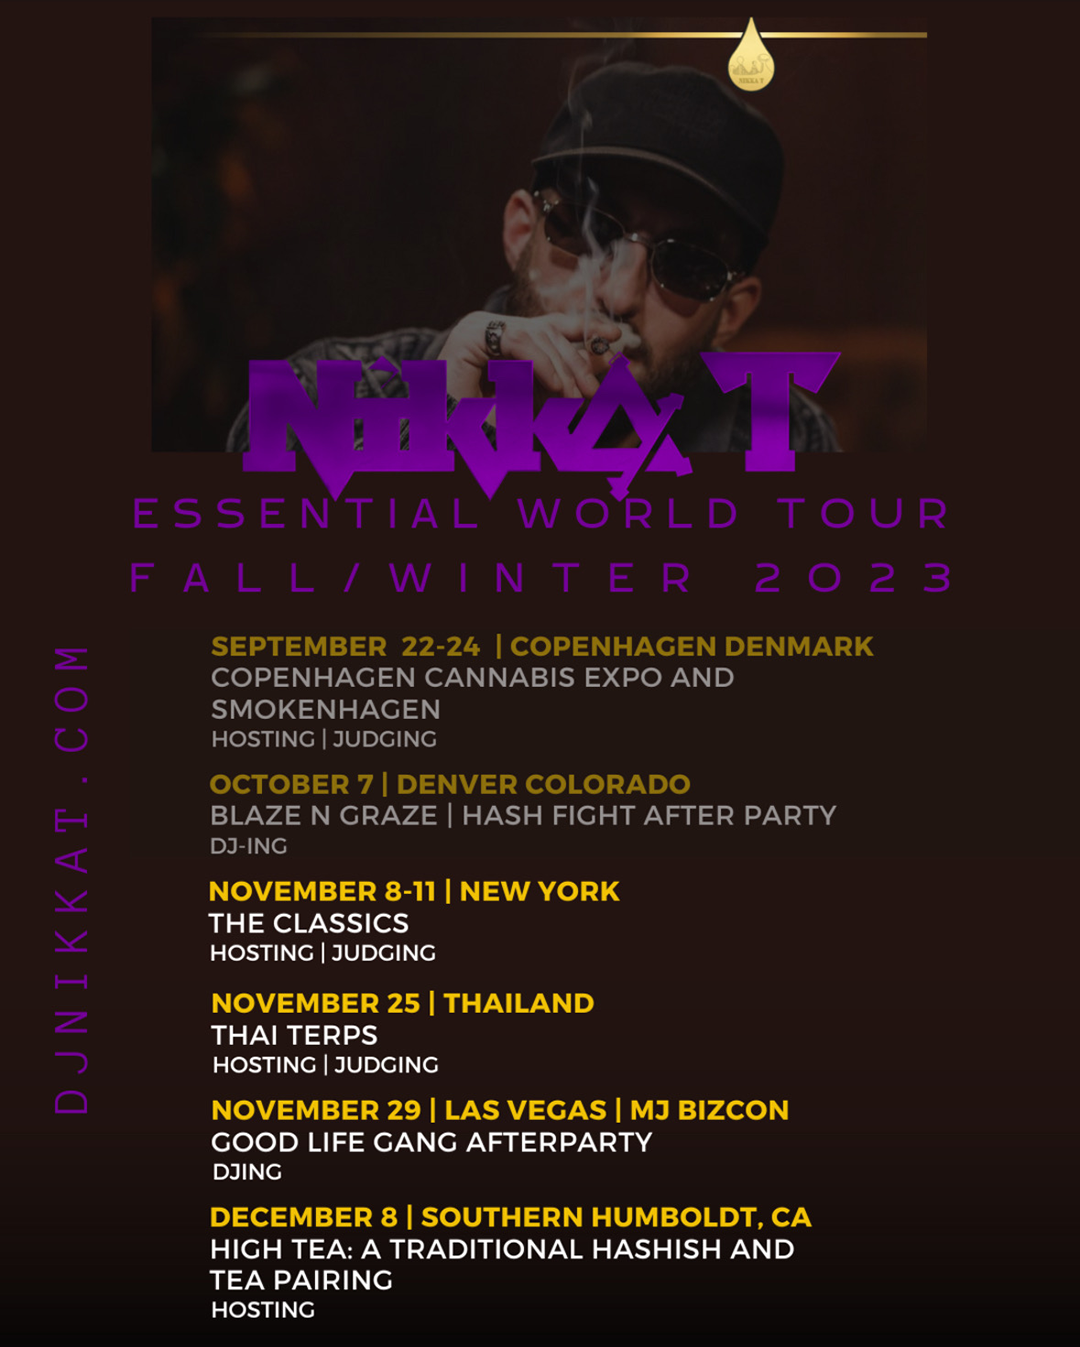 NIKKA T
NikkA T
ESSENTIAL WORLD TOUR
FALL/WINTER 2023
DJNIKKAT.COM
SEPTEMBER 22-24 | COPENHAGEN DENMARK
COPENHAGEN CANNABIS EXPO AND
SMOKENHAGEN
HOSTING | JUDGING
OCTOBER 7 | DENVER COLORADO
BLAZE N GRAZE | HASH FIGHT AFTER PARTY
DJ-ING
NOVEMBER 8-11 | NEW YORK
THE CLASSICS
HOSTING | JUDGING
NOVEMBER 25 | THAILAND
THAI TERPS
HOSTING | JUDGING
NOVEMBER 29 | LAS VEGAS | MJ BIZCON
GOOD LIFE GANG AFTERPARTY
DJING
DECEMBER 8 | SOUTHERN HUMBOLDT, CA
HIGH TEA: A TRADITIONAL HASHISH AND
TEA PAIRING
HOSTING